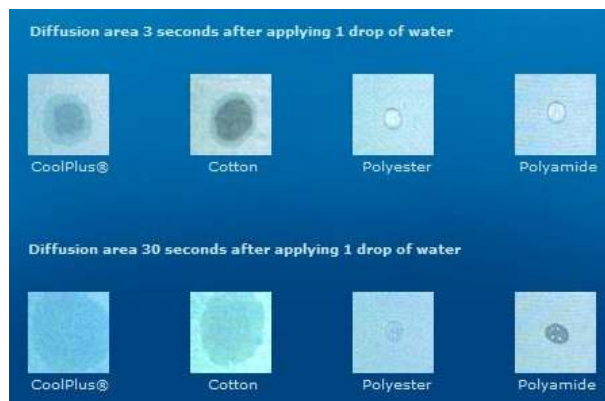 Diffusion area 3 seconds after applying 1 drop of water
CoolPlus® Cotton Polyester Polyamide
Diffusion area 30 seconds after applying 1 drop of water
CoolPlus® Cotton Polyester Polyamide